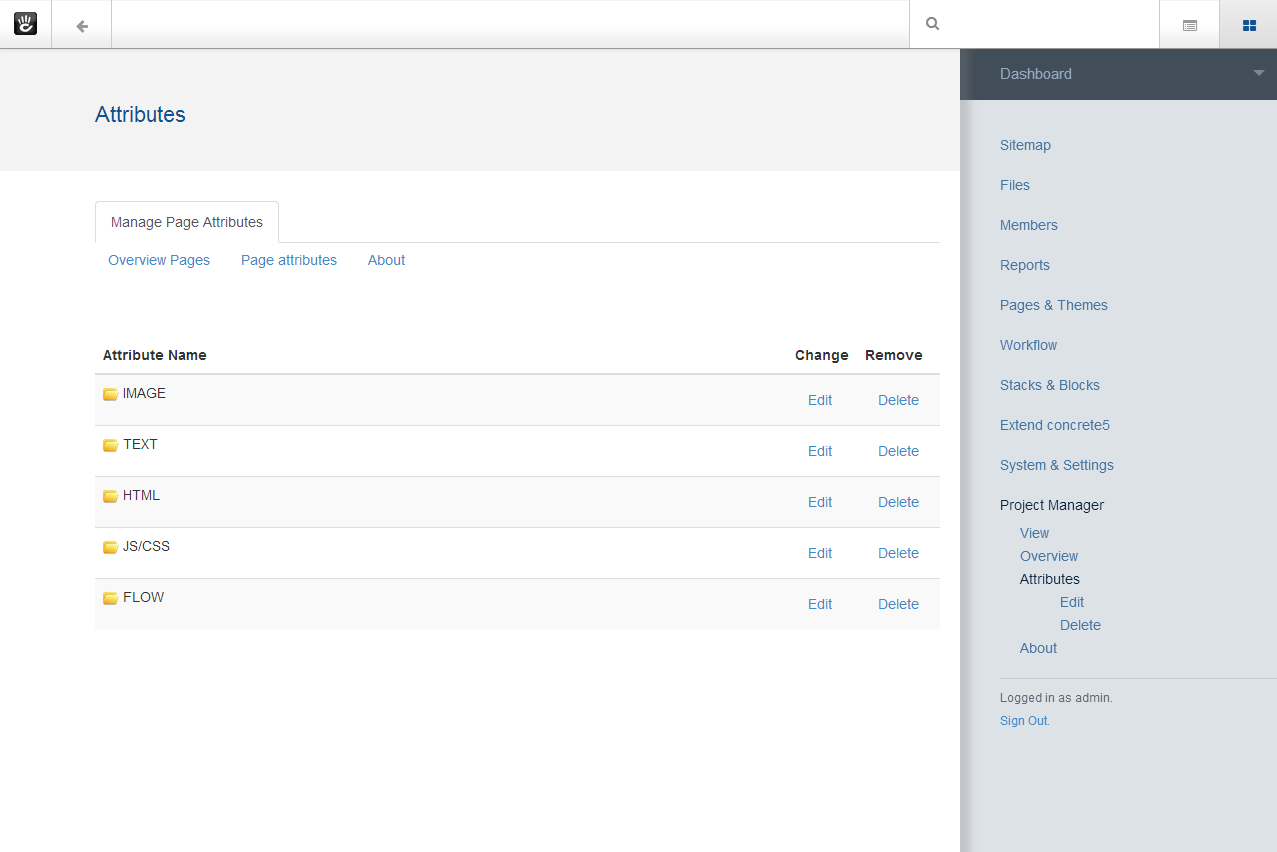 Dashboard
Attributes
Manage Page Attributes
Overview Pages Page attributes About
Attribute Name Change Remove
IMAGE Edit Delete
TEXT Edit Delete
HTML Edit Delete
JS/CSS Edit Delete
FLOW Edit Delete
Sitemap
Files
Members
Reports
Pages & Themes
Workflow
Stacks & Blocks
Extend concrete5
System & Settings
Project Manager
View
Overview
Attributes
Edit
Delete
About
Logged in as admin.
Sign Out.